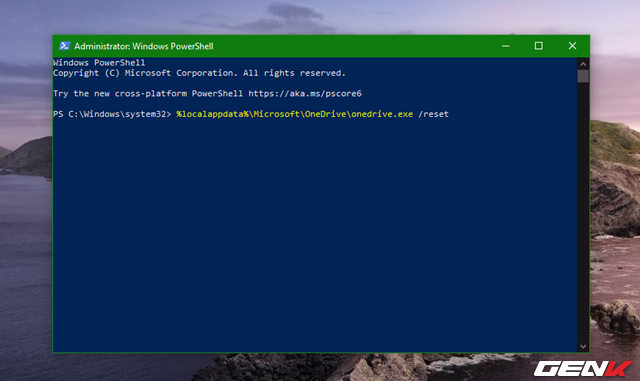 Administrator: Windows PowerShell
Windows PowerShell
Copyright (C) Microsoft Corporation. All rights reserved.
Try the new cross-platform PowerShell https://aka.ms/pscore6
PS C:\Windows\system32> %localappdata%\Microsoft\OneDrive\onedrive.exe /reset
GENK